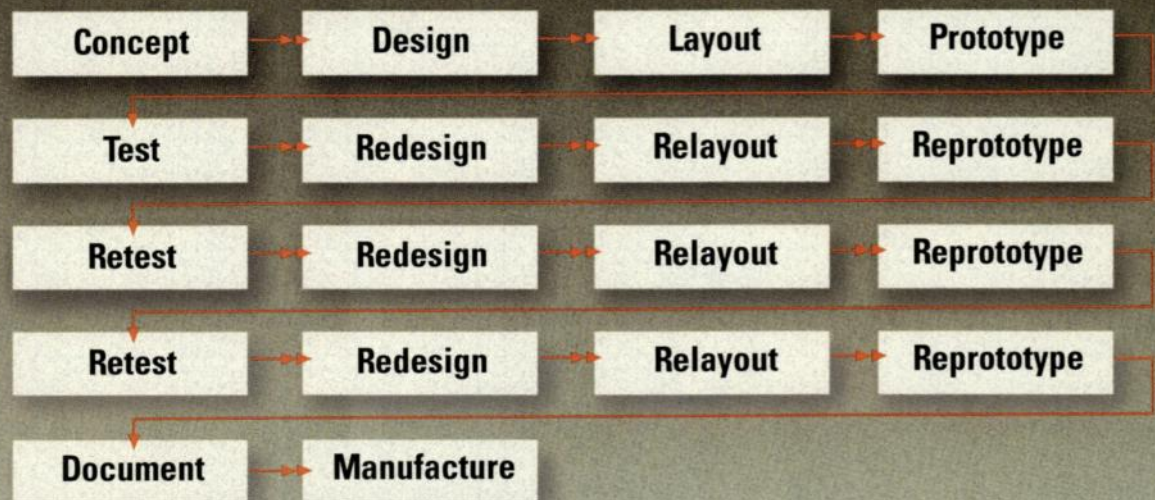 Concept Design Layout Prototype
Test Redesign Relayout Reprototype
Retest Redesign Relayout Reprototype
Retest Redesign Relayout Reprototype
Document Manufacture